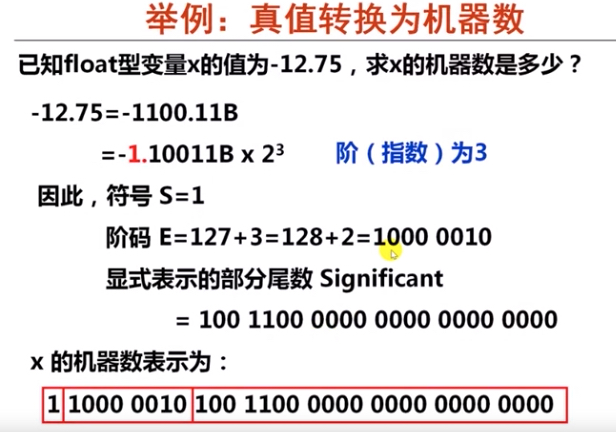 举例：真值转换为机器数
已知float型变量x的值为-12.75，求x的机器数是多少？
-12.75=-1100.11B
=-1.10011B x 2³ 阶（指数）为3
因此，符号 S=1
阶码 E=127+3=128+2=1000 0010
显式表示的部分尾数 Significant
= 100 1100 0000 0000 0000 0000
x 的机器数表示为：
1 1000 0010 100 1100 0000 0000 0000 0000